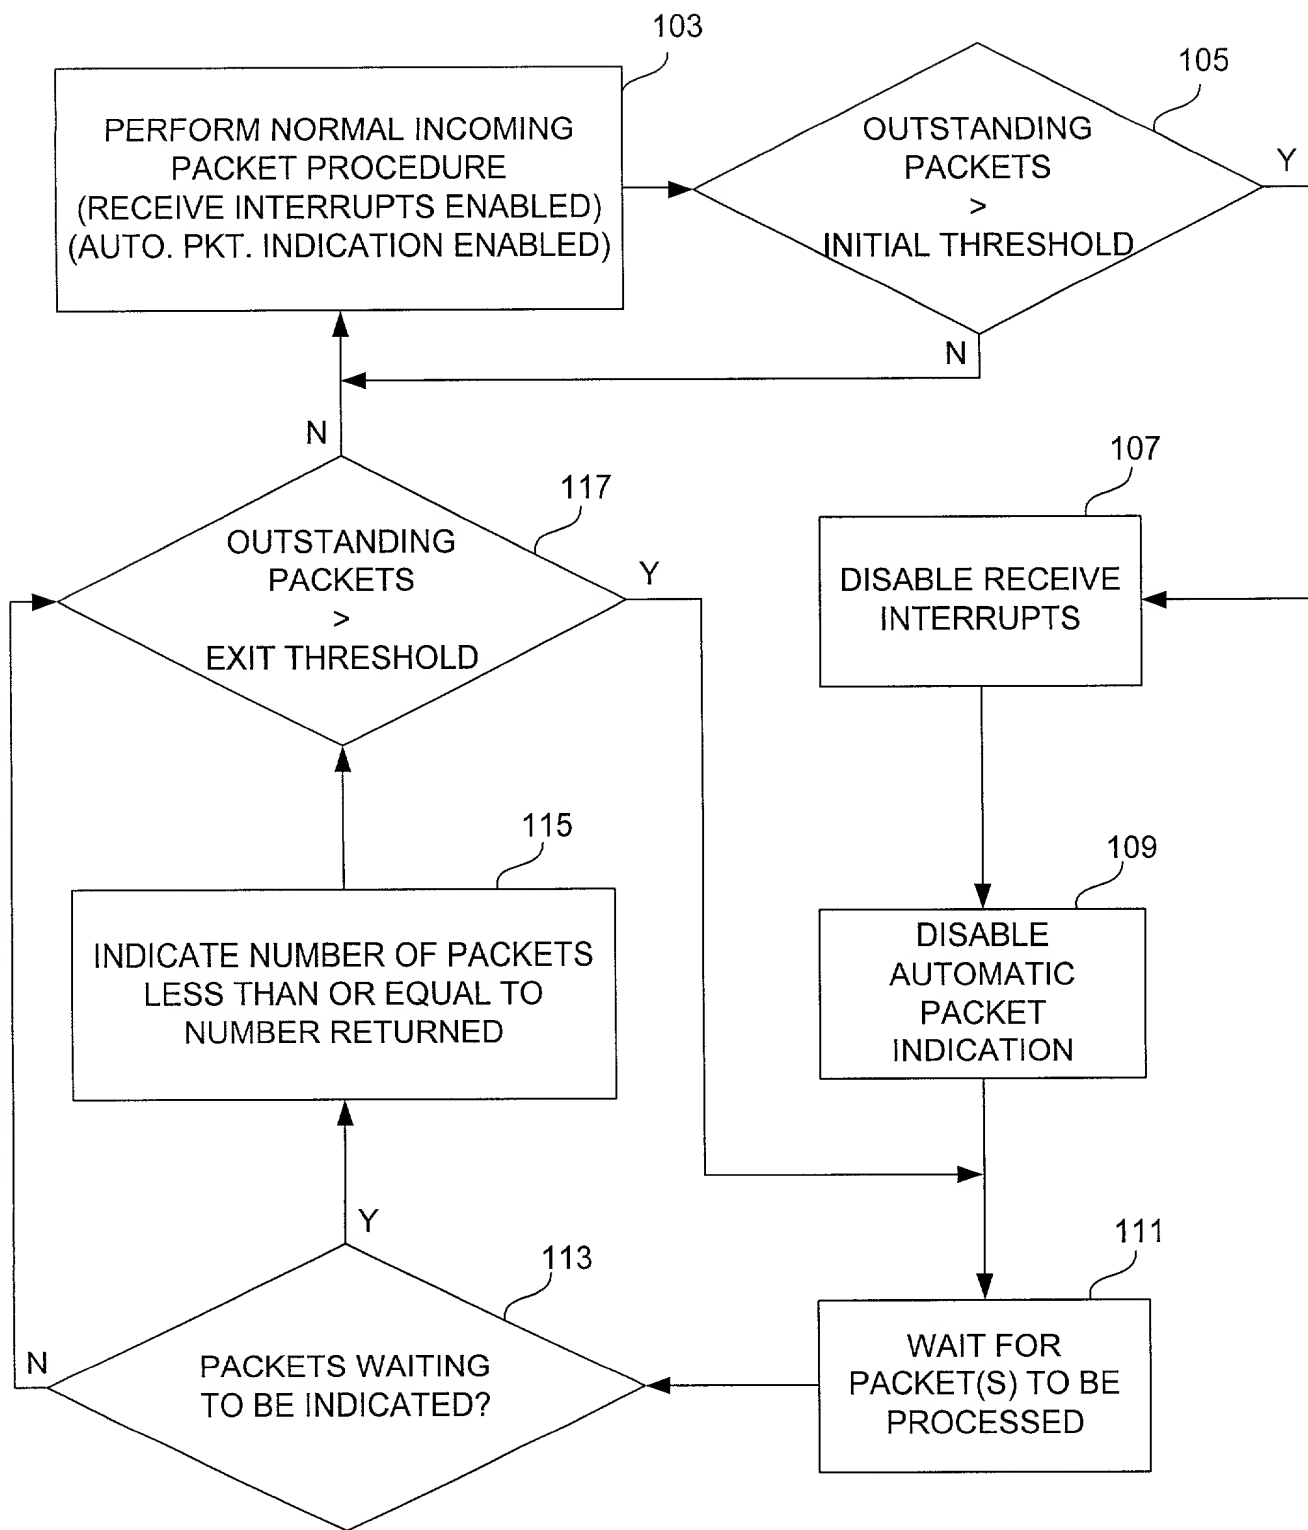 103
PERFORM NORMAL INCOMING
PACKET PROCEDURE
(RECEIVE INTERRUPTS ENABLED)
(AUTO. PKT. INDICATION ENABLED)
105
OUTSTANDING
PACKETS
>
INITIAL THRESHOLD
Y
N
N
117
OUTSTANDING
PACKETS
>
EXIT THRESHOLD
Y
107
DISABLE RECEIVE
INTERRUPTS
115
INDICATE NUMBER OF PACKETS
LESS THAN OR EQUAL TO
NUMBER RETURNED
109
DISABLE
AUTOMATIC
PACKET
INDICATION
Y
113
PACKETS WAITING
TO BE INDICATED?
N
111
WAIT FOR
PACKET(S) TO BE
PROCESSED